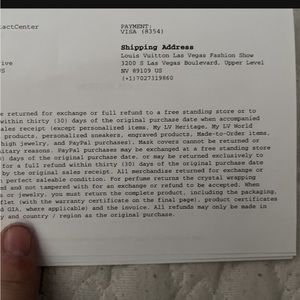 tactCenter
PAYMENT:
VISA (8354)
Shipping Address
Louis Vuitton Las Vegas Fashion Show
rive
3200 S Las Vegas Boulevard, Upper Level
US
NV 89109 US
(+1)7027319860
be returned for exchange or full refund to a free standing store or to
within thirty (30) days of the original purchase date when accompanied
sales receipt (except personalized items, My LV Heritage, My LV World
products, personalized sneakers, engraved products, Made-to-Order items,
high jewelry, and PayPal purchases). Mask covers cannot be returned or
itary reasons. PayPal purchases may be exchanged at a free standing store
) days of the original purchase date, or may be returned exclusively to
for a full refund within thirty (30) days of the original purchase date
by the original sales receipt. All merchandise returned for exchange or
n perfect saleable condition. For perfume returns the crystal wrapping
and not tampered with for an exchange or refund to be accepted. When
s or jewelry, you must return the complete product, including the packaging,
flet (with the warranty certificate on the final page), product certificates
d GIA, where applicable) and the invoice. All refunds may only be made in
y and country / region as the original purchase.